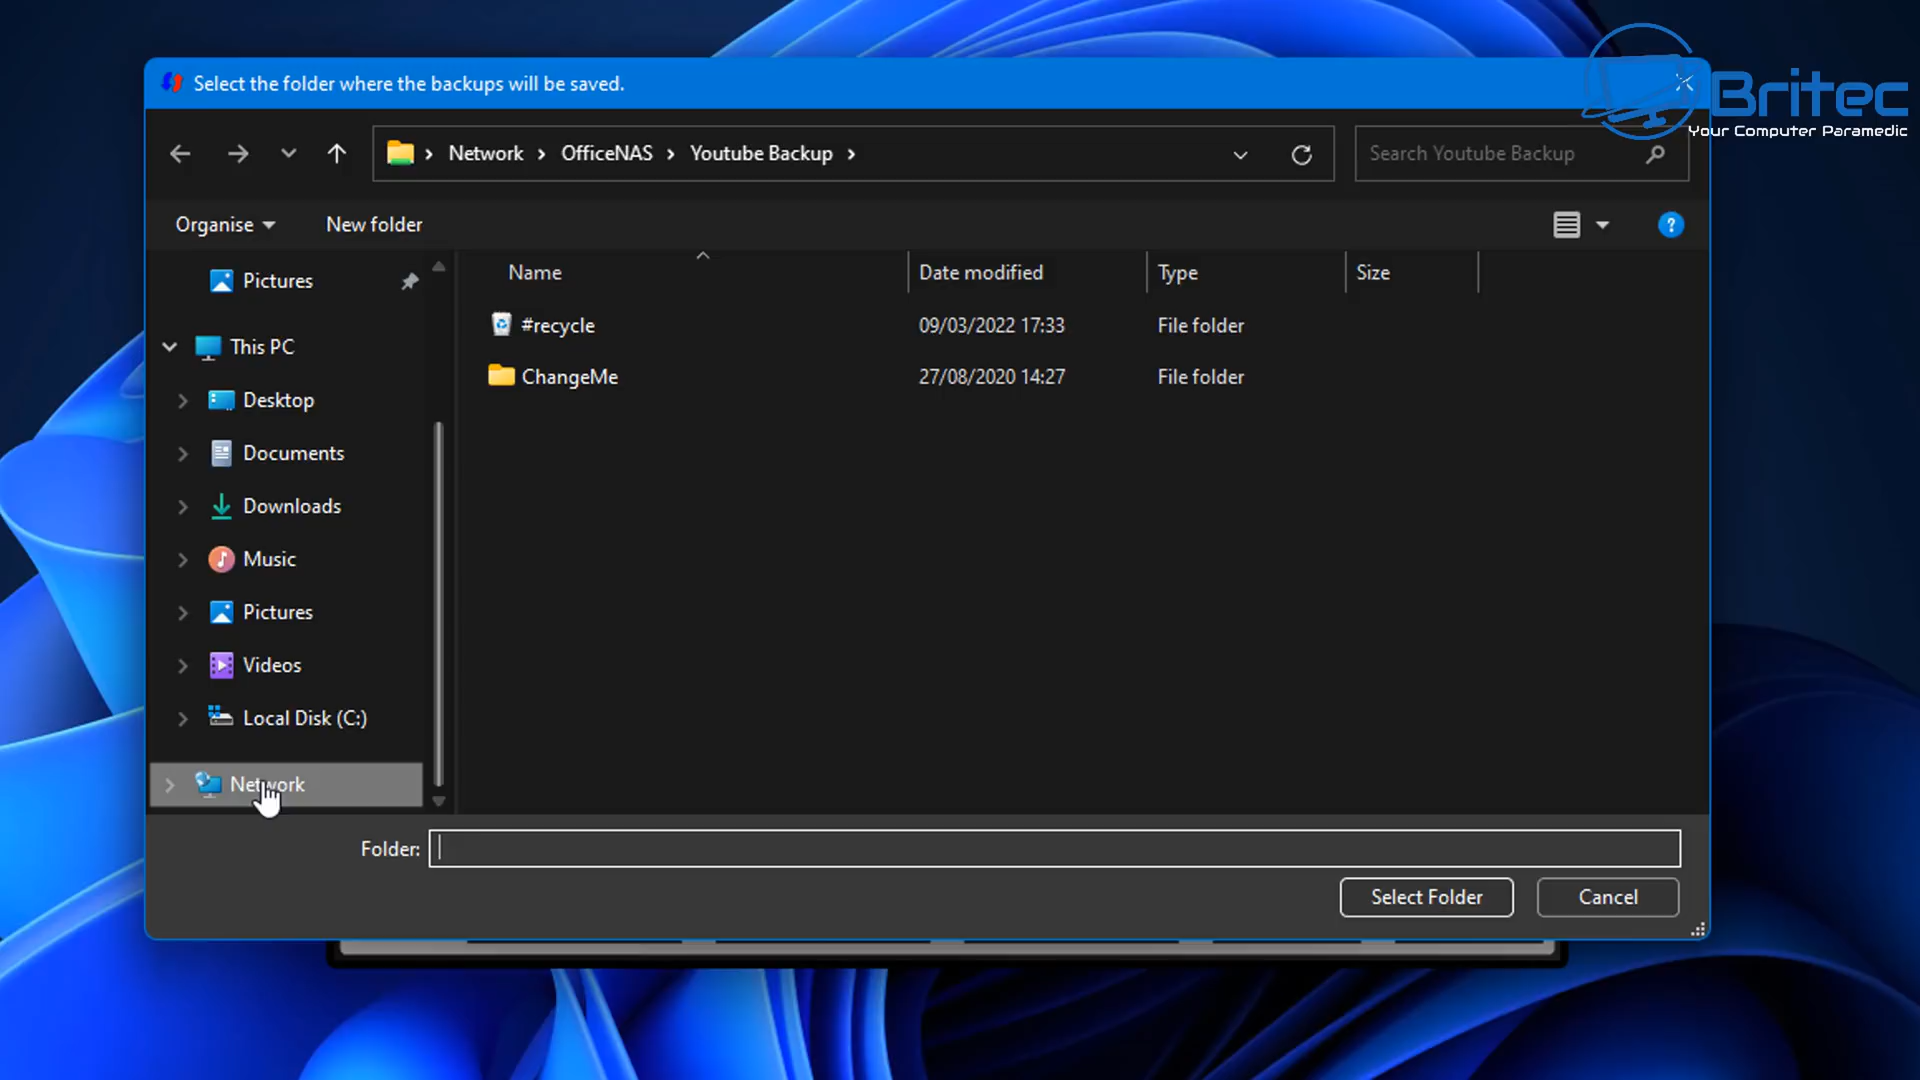 Select the folder where the backups will be saved.
Britec
Your Computer Paramedic
Network › OfficeNAS › Youtube Backup ›
Search Youtube Backup
Organise
New folder
?
Name
Date modified
Type
Size
Pictures
#recycle
09/03/2022 17:33
File folder
This PC
ChangeMe
27/08/2020 14:27
File folder
Desktop
Documents
Downloads
Music
Pictures
Videos
Local Disk (C:)
Network
Folder:
Select Folder
Cancel